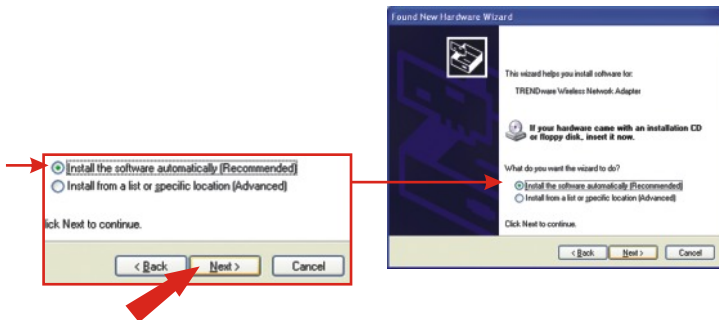 Install the software automatically (Recommended)
Install from a list or specific location (Advanced)
lick Next to continue.
< Back
Next >
Cancel
Found New Hardware Wizard
This wizard helps you install software for:
TRENDware Wireless Network Adapter
If your hardware came with an installation CD
or floppy disk, insert it now.
What do you want the wizard to do?
Install the software automatically (Recommended)
Install from a list or specific location (Advanced)
Click Next to continue.
< Back
Next >
Cancel